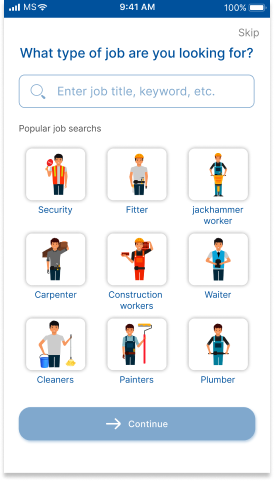 MS 9:41 AM 100%
Skip
What type of job are you looking for?
Enter job title, keyword, etc.
Popular job searchs
Security Fitter jackhammer
worker
Carpenter Construction Waiter
workers
Cleaners Painters Plumber
Continue